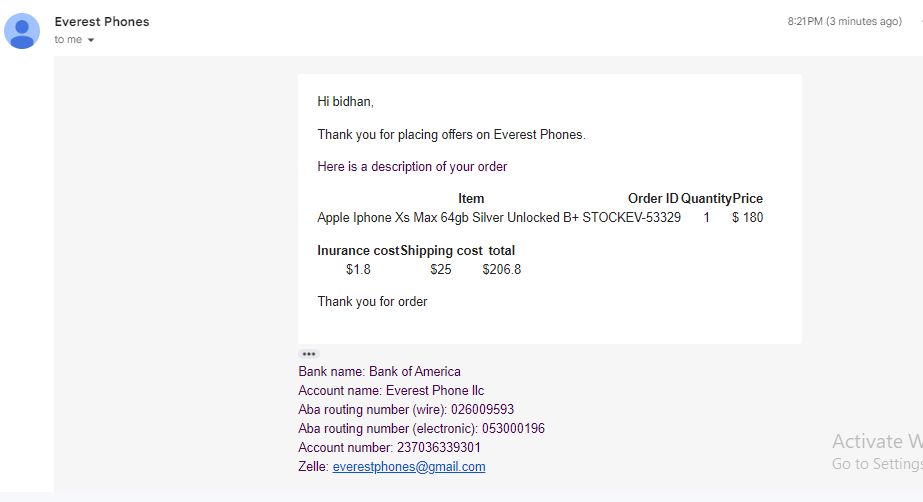 Everest Phones
8:21 PM (3 minutes ago)
to me
Hi bidhan,
Thank you for placing offers on Everest Phones.
Here is a description of your order
Item Order ID Quantity Price
Apple Iphone Xs Max 64gb Silver Unlocked B+ STOCK EV-53329 1 $ 180
Inurance cost Shipping cost total
$1.8 $25 $206.8
Thank you for order
Bank name: Bank of America
Account name: Everest Phone llc
Aba routing number (wire): 026009593
Aba routing number (electronic): 053000196
Account number: 237036339301
Zelle: everestphones@gmail.com
Activate W
Go to Settings